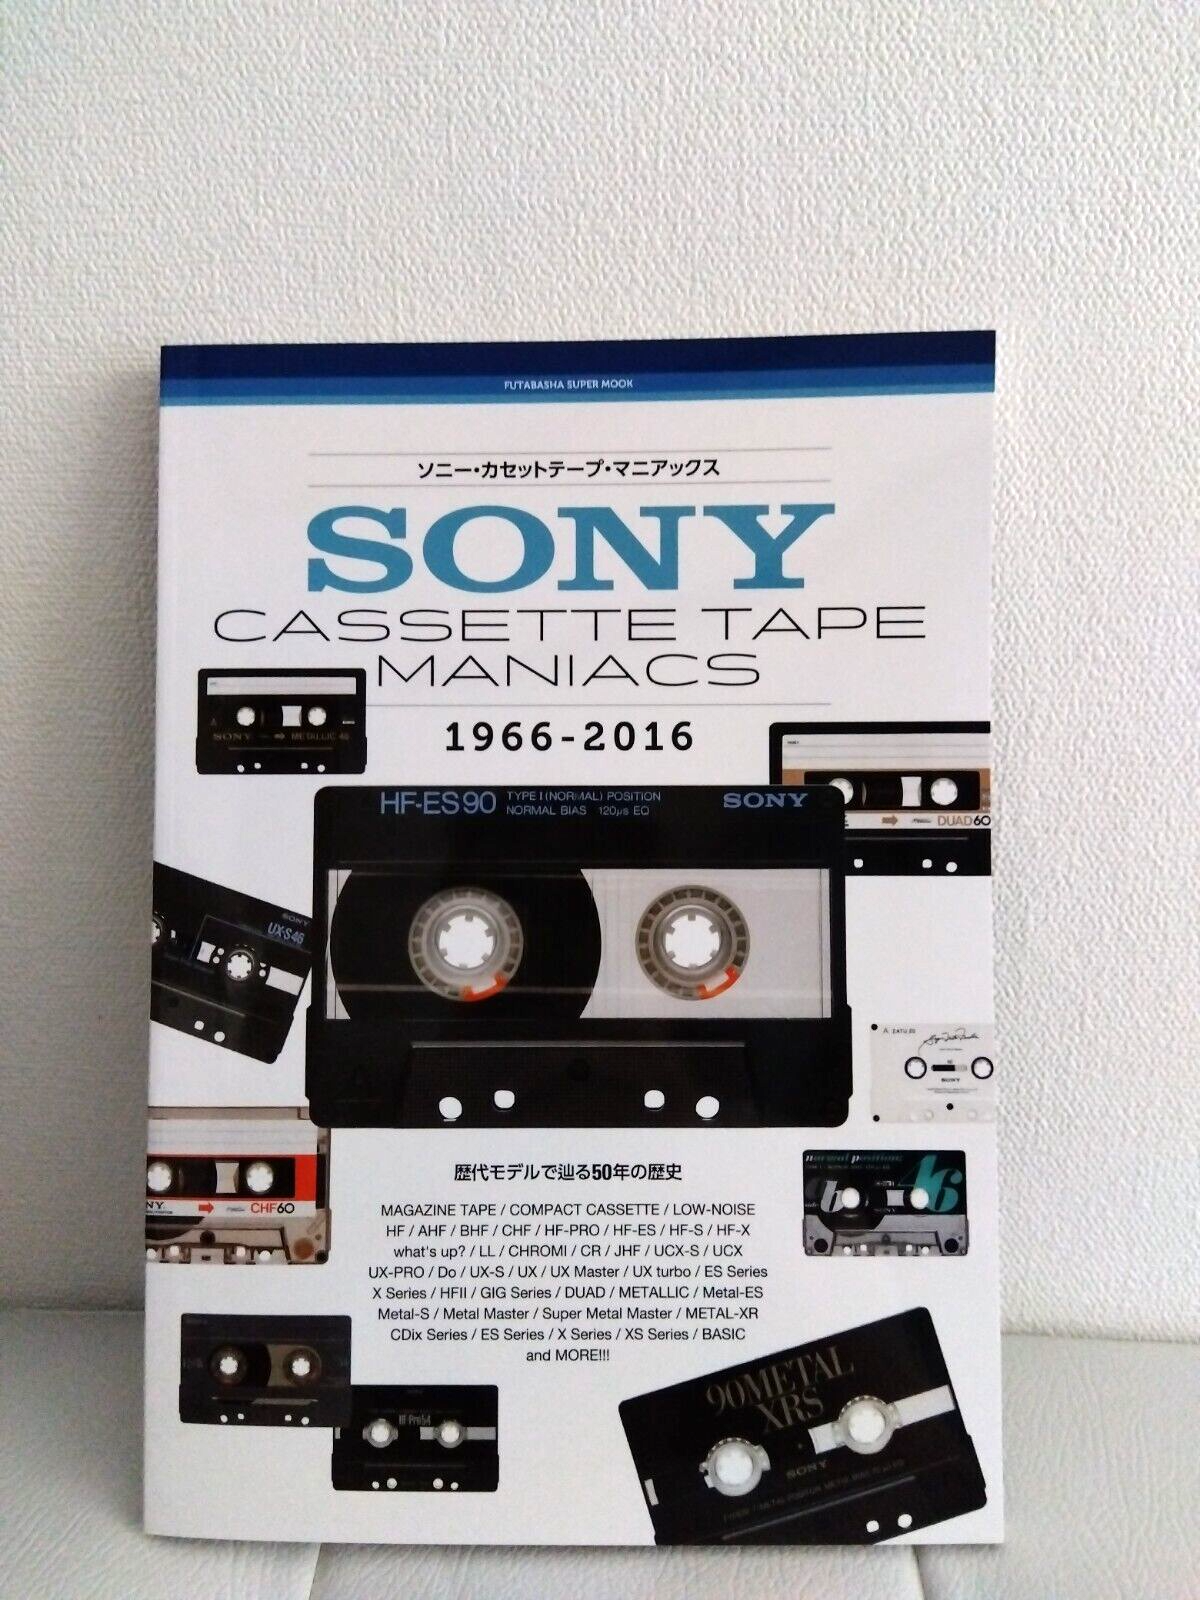 FUTABASHA SUPER MOOK
ソニー・カセットテープ・マニアックス
SONY
CASSETTE TAPE
MANIACS
1966-2016
A SONY METALLIC 46
HF-ES90 TYPE I (NORMAL) POSITION
NORMAL BIAS 120μs EQ
SONY
DUAD60
SONY
UX-S46
A
SONY
NY CHF60
normal position
46
SONY
歴代モデルで辿る50年の歴史
MAGAZINE TAPE / COMPACT CASSETTE / LOW-NOISE
HF / AHF / BHF / CHF / HF-PRO / HF-ES / HF-S / HF-X
what's up? / LL / CHROMI / CR / JHF / UCX-S / UCX
UX-PRO / Do / UX-S / UX / UX Master / UX turbo / ES Series
X Series / HFII / GIG Series / DUAD / METALLIC / Metal-ES
Metal-S / Metal Master / Super Metal Master / METAL-XR
CDix Series / ES Series / X Series / XS Series / BASIC
and MORE!!!
HF-Pro54
90METAL
XRS
SONY